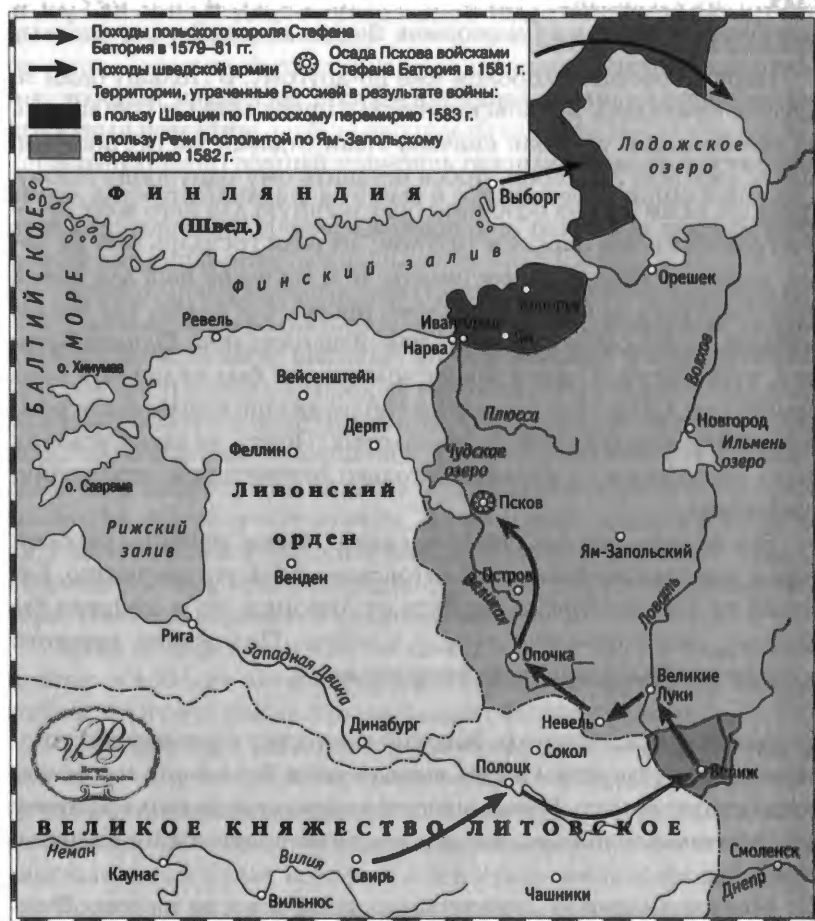 Походы польского короля Стефана
Батория в 1579–81 гг.
Осада Пскова войсками
Стефана Батория в 1581 г.
Походы шведской армии
Территории, утраченные Россией в результате войны:
в пользу Швеции по Плюсскому перемирию 1583 г.
в пользу Речи Посполитой по Ям-Запольскому
перемирию 1582 г.
Ладожское
озеро
ФИНЛЯНДИЯ
(Швед.)
Выборг
Финский залив
Орешек
БАЛТИЙСКОЕ
МОРЕ
Ревель
Ивангород
Ям
Нарва
о. Хийумаа
Вейсенштейн
Волхов
Плюсса
Новгород
Ильмень
озеро
Дерпт
Феллин
Чудское
озеро
о. Сааремаа
Ливонский
орден
Псков
Рижский
залив
Ям-Запольский
Венден
Остров
Великая
Ловать
Рига
Западная Двина
Опочка
Великие
Луки
Невель
Динабург
Сокол
Полоцк
Велиж
ВЕЛИКОЕ КНЯЖЕСТВО ЛИТОВСКОЕ
Неман
Вилия
Свирь
Смоленск
Каунас
Днепр
Вильнюс
Чашники